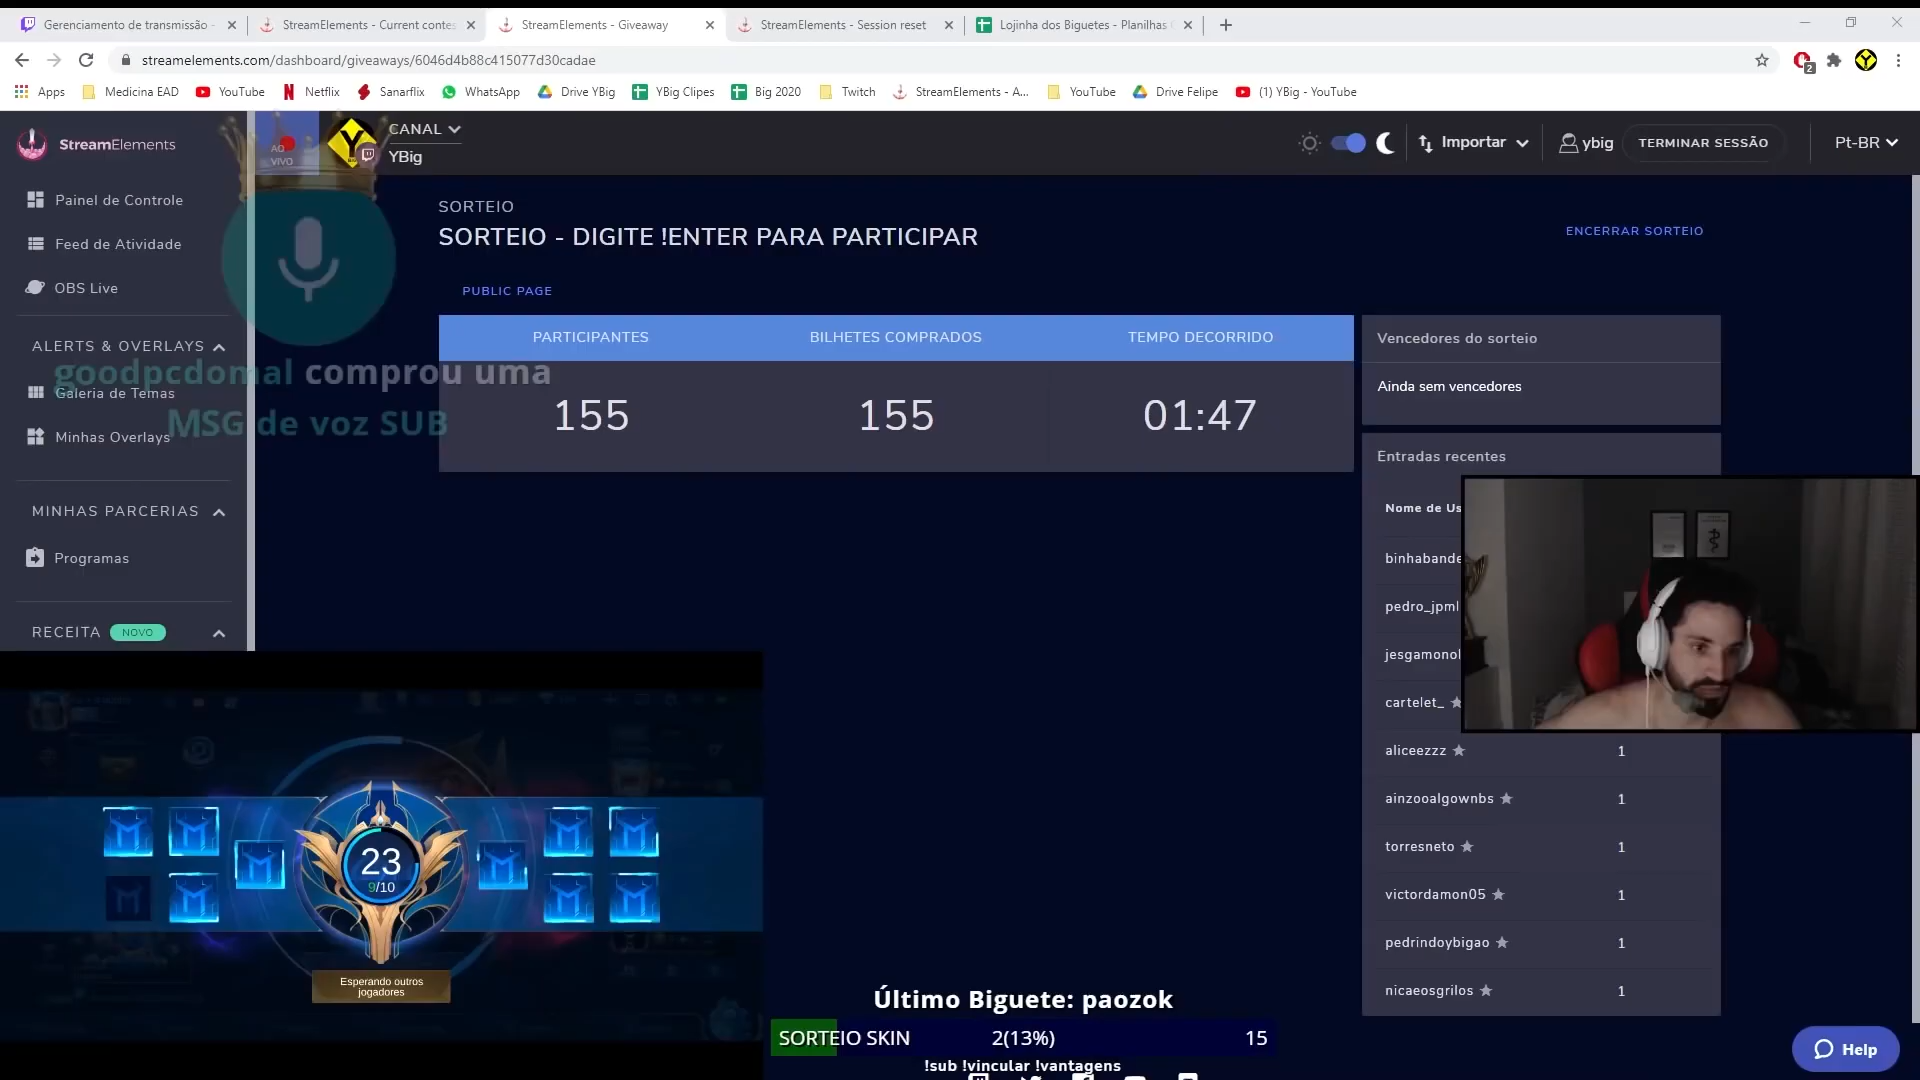 Gerenciamento de transmissão -
StreamElements - Current contes
StreamElements - Giveaway
StreamElements - Session reset
Lojinha dos Biguetes - Planilhas
streamelements.com/dashboard/giveaways/6046d4b88c415077d30cadae
2
Apps
Medicina EAD
YouTube
Netflix
Sanarflix
WhatsApp
Drive YBig
YBig Clipes
Big 2020
Twitch
StreamElements - A...
YouTube
Drive Felipe
(1) YBig - YouTube
StreamElements
AO VIVO
CANAL
YBig
Importar
ybig
TERMINAR SESSÃO
Pt-BR
Painel de Controle
Feed de Atividade
OBS Live
ALERTS & OVERLAYS
Galeria de Temas
Minhas Overlays
MINHAS PARCERIAS
Programas
RECEITA NOVO
goodpcdomal comprou uma
MSG de voz SUB
SORTEIO
SORTEIO - DIGITE !ENTER PARA PARTICIPAR
ENCERRAR SORTEIO
PUBLIC PAGE
PARTICIPANTES BILHETES COMPRADOS TEMPO DECORRIDO
155 155 01:47
Vencedores do sorteio
Ainda sem vencedores
Entradas recentes
Nome de Us
binhabande
pedro_jpml
jesgamonol
cartelet_
aliceezzz 1
ainzooalgownbs 1
torresneto 1
victordamon05 1
pedrindoybigao 1
nicaeosgrilos 1
23
9/10
Esperando outros
jogadores
Último Biguete: paozok
SORTEIO SKIN 2(13%) 15
!sub !vincular !vantagens
Help